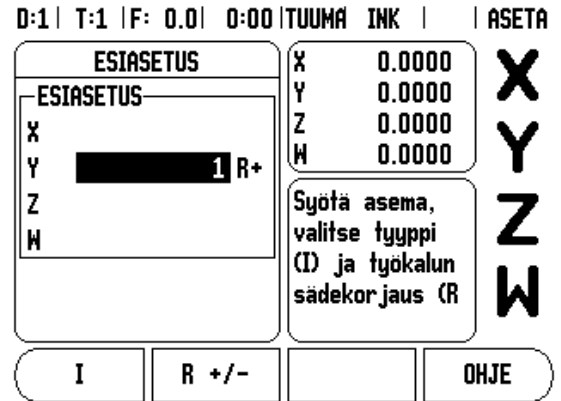 D:1 | T:1 | F: 0.0 | 0:00 | TUUMA INK | | ASETA
ESIASETUS
ESIASETUS
X
Y 1 R+
Z
W
X 0.0000
Y 0.0000
Z 0.0000
W 0.0000
Syötä asema,
valitse tyyppi
(I) ja työkalun
sädekorjaus (R
X
Y
Z
W
I
R +/-
OHJE